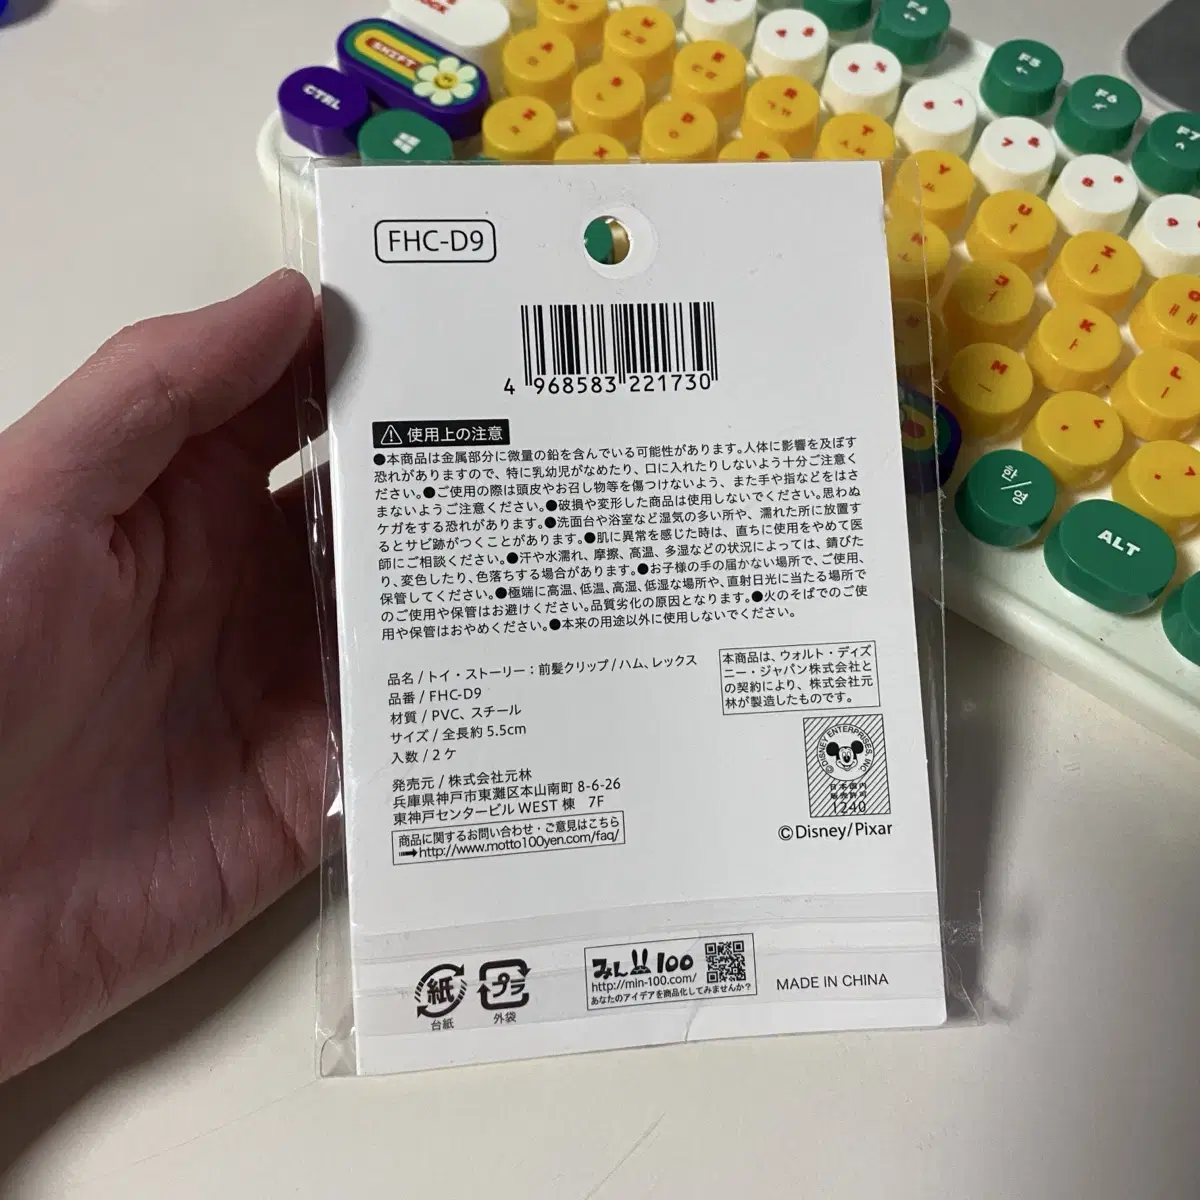 FHC-D9
4 968583 221730
使用上の注意
●本商品は金属部分に微量の鉛を含んでいる可能性があります。人体に影響を及ぼす
恐れがありますので、特に乳幼児がなめたり、口に入れたりしないよう十分ご注意く
ださい。●ご使用の際は頭皮やお召し物等を傷つけないよう、また手や指などをはさ
まないようご注意ください。●破損や変形した商品は使用しないでください。思わぬ
ケガをする恐れがあります。●洗面台や浴室など湿気の多い所や、濡れた所に放置す
るとサビ跡がつくことがあります。●肌に異常を感じた時は、直ちに使用をやめて医
師にご相談ください。●汗や水濡れ、摩擦、高温、多湿などの状況によっては、錆びた
り、変色したり、色落ちする場合があります。●お子様の手の届かない場所で、ご使用、
保管してください。●極端に高温、低温、高湿、低湿な場所や、直射日光に当たる場所で
のご使用や保管はお避けください。品質劣化の原因となります。●火のそばでのご使
用や保管はおやめください。●本来の用途以外に使用しないでください。
品名 / トイ・ストーリー：前髪クリップ / ハム、レックス
品番 / FHC-D9
材質 / PVC、スチール
サイズ / 全長約 5.5cm
入数 / 2 ケ
発売元 / 株式会社元林
兵庫県神戸市東灘区本山南町 8-6-26
東神戸センタービル WEST 棟 7F
商品に関するお問い合わせ・ご意見はこちら
http://www.motto100yen.com/faq/
本商品は、ウォルト・ディズ
ニー・ジャパン株式会社と
の契約により、株式会社元
林が製造したものです。
©DISNEY ENTERPRISES, INC.
日本国内
販売許可
1240
©Disney/Pixar
紙
台紙
プラ
外袋
みん100
http://min-100.com/
あなたのアイデアを商品化してみませんか？
MADE IN CHINA
CTRL
SHIFT
F4
F5
F6
F7
W
E
R
T
Y
U
I
O
J
K
L
M
D
한/영
ALT